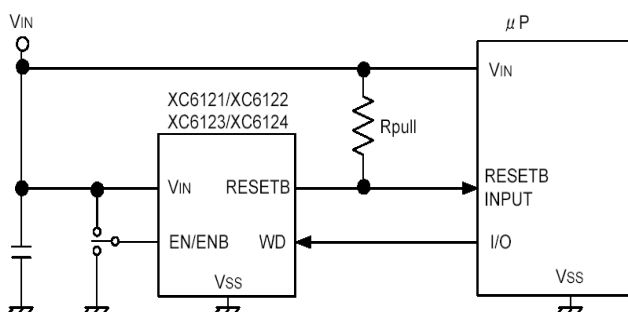 VIN
μP
VIN
XC6121/XC6122
XC6123/XC6124
Rpull
VIN
RESETB
RESETB
INPUT
EN/ENB
WD
I/O
VSS
VSS